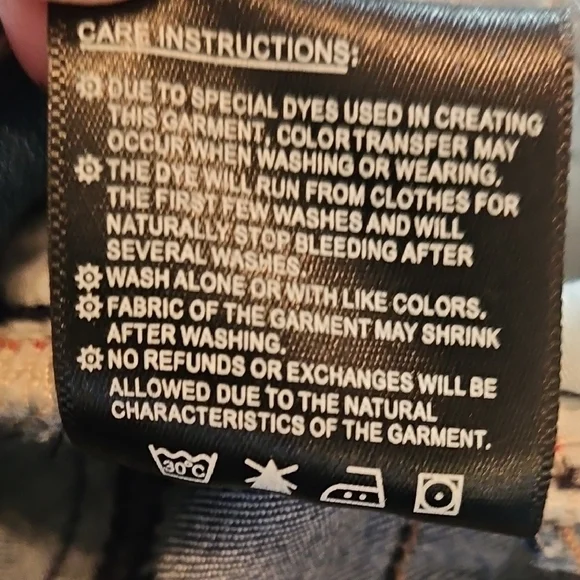 CARE INSTRUCTIONS:
DUE TO SPECIAL DYES USED IN CREATING
THIS GARMENT, COLOR TRANSFER MAY
OCCUR WHEN WASHING OR WEARING.
THE DYE WILL RUN FROM CLOTHES FOR
THE FIRST FEW WASHES AND WILL
NATURALLY STOP BLEEDING AFTER
SEVERAL WASHES.
WASH ALONE OR WITH LIKE COLORS.
FABRIC OF THE GARMENT MAY SHRINK
AFTER WASHING.
NO REFUNDS OR EXCHANGES WILL BE
ALLOWED DUE TO THE NATURAL
CHARACTERISTICS OF THE GARMENT.
30°C